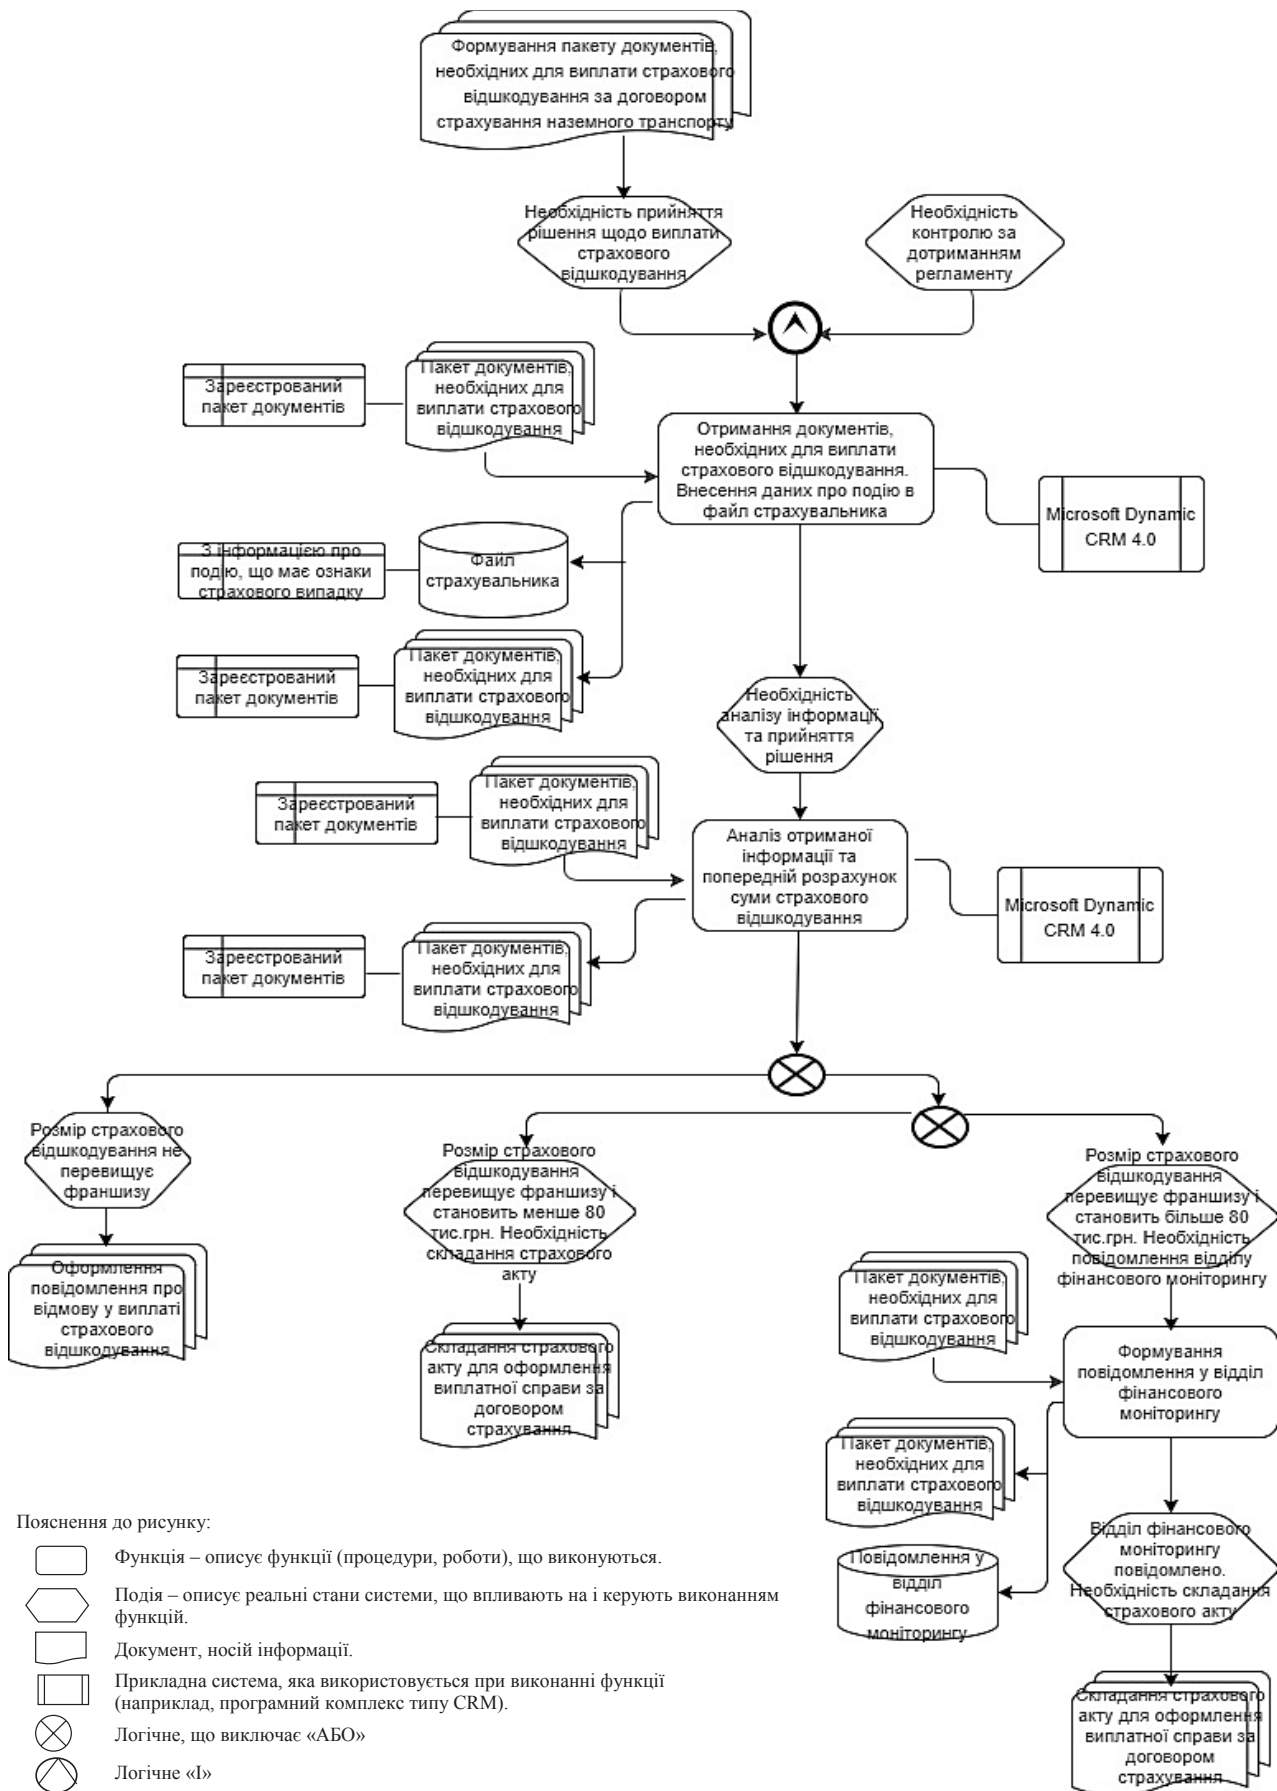 Формування пакету документів,
необхідних для виплати страхового
відшкодування за договором
страхування наземного транспорту
Необхідність прийняття
рішення щодо виплати
страхового
відшкодування
Необхідність
контролю за
дотриманням
регламенту
Зареєстрований
пакет документів
Пакет документів,
необхідних для
виплати страхового
відшкодування
Отримання документів,
необхідних для виплати
страхового відшкодування.
Внесення даних про подію в
файл страхувальника
Microsoft Dynamic
CRM 4.0
З інформацією про
подію, що має ознаки
страхового випадку
Файл
страхувальника
Зареєстрований
пакет документів
Пакет документів,
необхідних для
виплати страхового
відшкодування
Необхідність
аналізу інформації
та прийняття
рішення
Зареєстрований
пакет документів
Пакет документів,
необхідних для
виплати страхового
відшкодування
Аналіз отриманої
інформації та
попередній розрахунок
суми страхового
відшкодування
Microsoft Dynamic
CRM 4.0
Зареєстрований
пакет документів
Пакет документів,
необхідних для
виплати страхового
відшкодування
Розмір страхового
відшкодування не
перевищує
франшизу
Розмір страхового
відшкодування
перевищує франшизу і
становить менше 80
тис.грн. Необхідність
складання страхового
акту
Розмір страхового
відшкодування
перевищує франшизу і
становить більше 80
тис.грн. Необхідність
повідомлення відділу
фінансового моніторингу
Оформлення
повідомлення про
відмову у виплаті
страхового
відшкодування
Складання страхового
акту для оформлення
виплатної справи за
договором
страхування
Пакет документів,
необхідних для
виплати страхового
відшкодування
Формування
повідомлення у відділ
фінансового
моніторингу
Пакет документів,
необхідних для
виплати страхового
відшкодування
Повідомлення у
відділ
фінансового
моніторингу
Відділ фінансового
моніторингу
повідомлено.
Необхідність складання
страхового акту
Складання страхового
акту для оформлення
виплатної справи за
договором
страхування
Пояснення до рисунку:
Функція – описує функції (процедури, роботи), що виконуються.
Подія – описує реальні стани системи, що впливають на і керують виконанням
функцій.
Документ, носій інформації.
Прикладна система, яка використовується при виконанні функції
(наприклад, програмний комплекс типу CRM).
Логічне, що виключає «АБО»
Логічне «І»